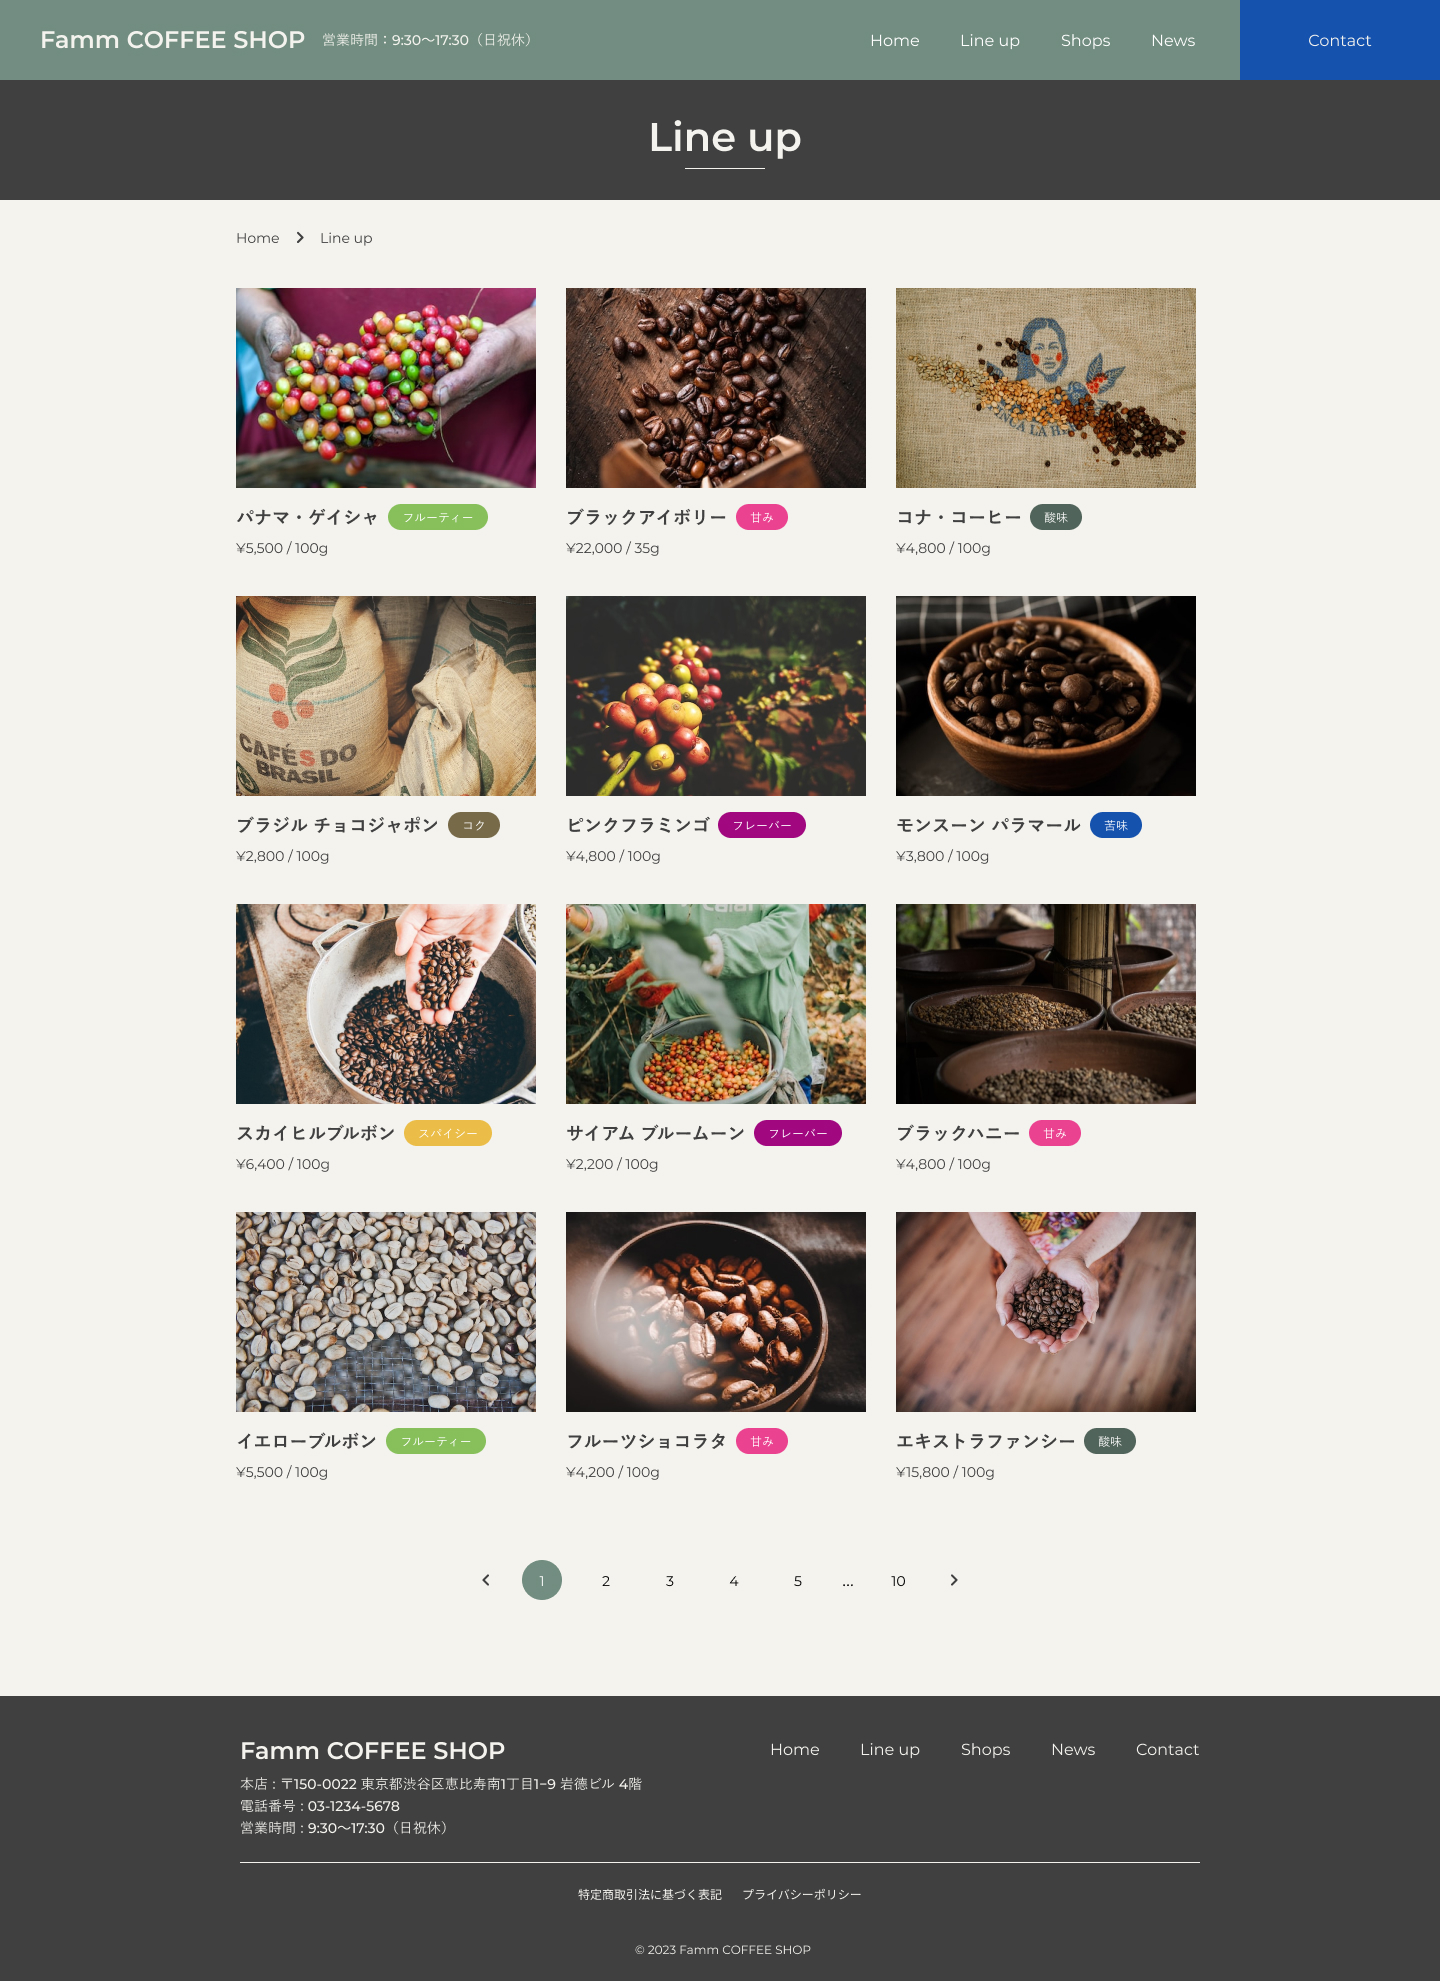 Famm COFFEE SHOP 営業時間：9:30〜17:30（日祝休）
Home Line up Shops News Contact
Line up
Home Line up
パナマ・ゲイシャ フルーティー
¥5,500 / 100g
ブラックアイボリー 甘み
¥22,000 / 35g
コナ・コーヒー 酸味
¥4,800 / 100g
CAFÉS DO
BRASIL
ブラジル チョコジャポン コク
¥2,800 / 100g
ピンクフラミンゴ フレーバー
¥4,800 / 100g
モンスーン パラマール 苦味
¥3,800 / 100g
スカイヒルブルボン スパイシー
¥6,400 / 100g
サイアム ブルームーン フレーバー
¥2,200 / 100g
ブラックハニー 甘み
¥4,800 / 100g
イエローブルボン フルーティー
¥5,500 / 100g
フルーツショコラタ 甘み
¥4,200 / 100g
エキストラファンシー 酸味
¥15,800 / 100g
1 2 3 4 5 ... 10
Famm COFFEE SHOP
Home Line up Shops News Contact
本店 : 〒150-0022 東京都渋谷区恵比寿南1丁目1−9 岩徳ビル 4階
電話番号 : 03-1234-5678
営業時間 : 9:30〜17:30（日祝休）
特定商取引法に基づく表記 プライバシーポリシー
© 2023 Famm COFFEE SHOP